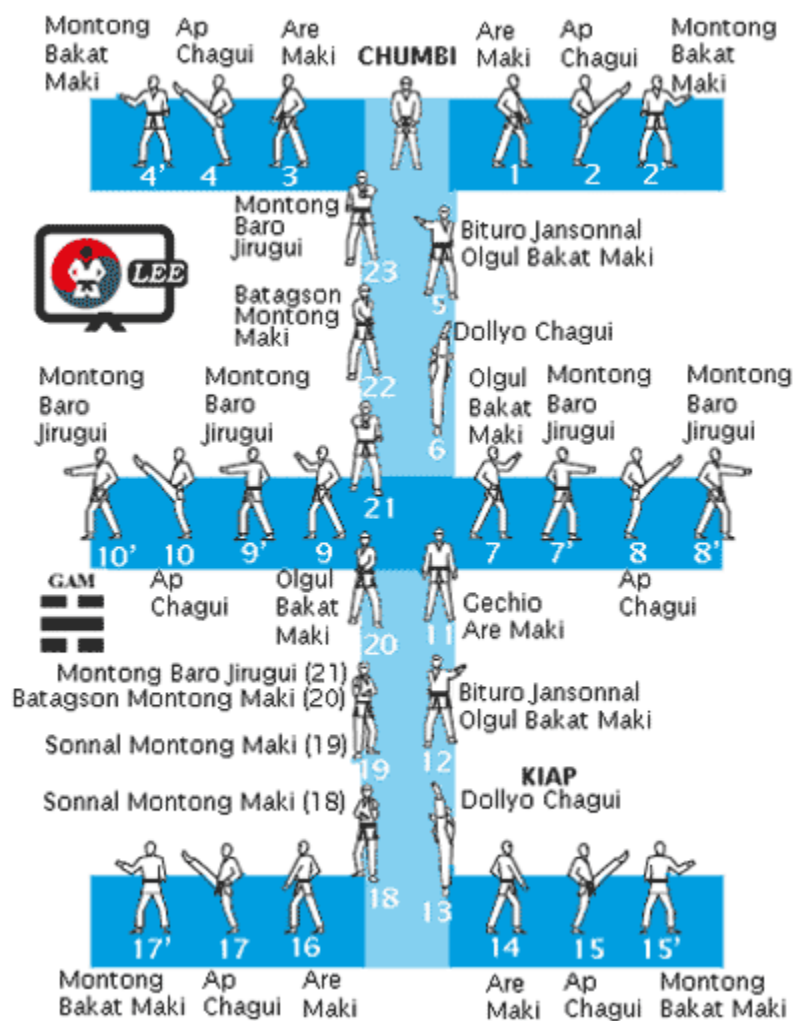 Montong
Bakat
Maki
Ap
Chagui
Are
Maki
CHUMBI
Are
Maki
Ap
Chagui
Montong
Bakat
Maki
4'
4
3
1
2
2'
Montong
Baro
Jirugui
23
Bituro Jansonnal
Olgul Bakat Maki
5
LEE
Batagson
Montong
Maki
22
Dollyo Chagui
6
Montong
Baro
Jirugui
Montong
Baro
Jirugui
Olgul
Bakat
Maki
Montong
Baro
Jirugui
Montong
Baro
Jirugui
21
10'
10
9'
9
7
7'
8
8'
GAM
Ap
Chagui
Olgul
Bakat
Maki
20
11
Gechio
Are Maki
Ap
Chagui
Montong Baro Jirugui (21)
Batagson Montong Maki (20)
Sonnal Montong Maki (19)
19
Bituro Jansonnal
Olgul Bakat Maki
12
KIAP
Dollyo Chagui
Sonnal Montong Maki (18)
18
13
17'
17
16
14
15
15'
Montong
Bakat Maki
Ap
Chagui
Are
Maki
Are
Maki
Ap
Chagui
Montong
Bakat Maki